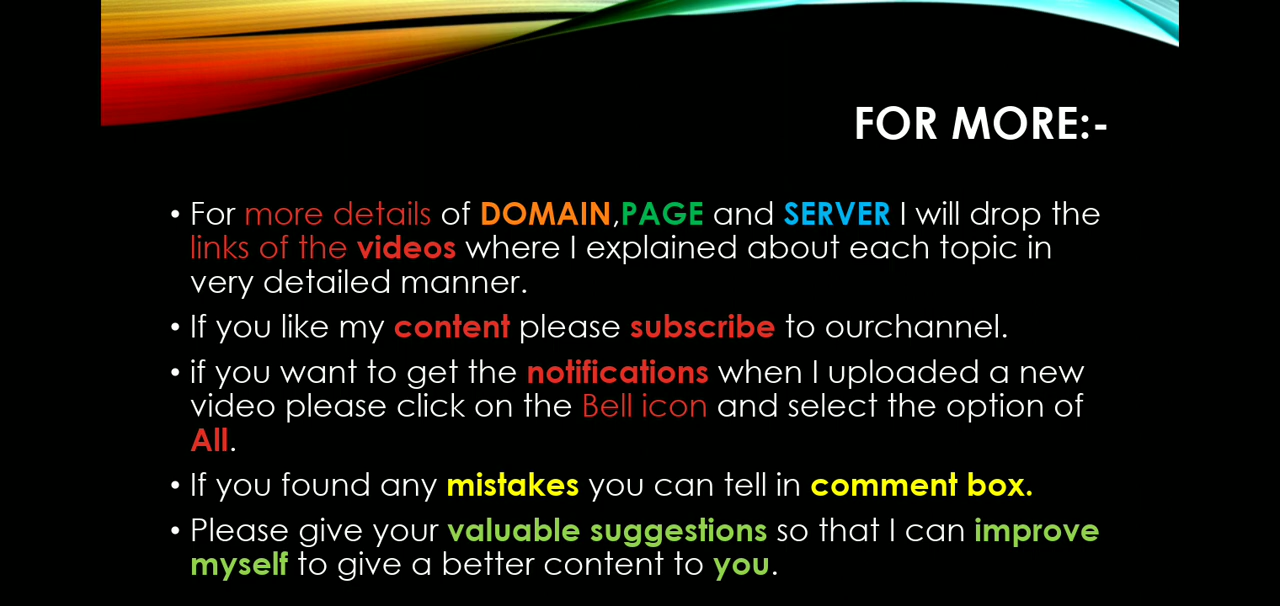 FOR MORE:-
• For more details of DOMAIN,PAGE and SERVER I will drop the
links of the videos where I explained about each topic in
very detailed manner.
• If you like my content please subscribe to ourchannel.
• if you want to get the notifications when I uploaded a new
video please click on the Bell icon and select the option of
All.
• If you found any mistakes you can tell in comment box.
• Please give your valuable suggestions so that I can improve
myself to give a better content to you.